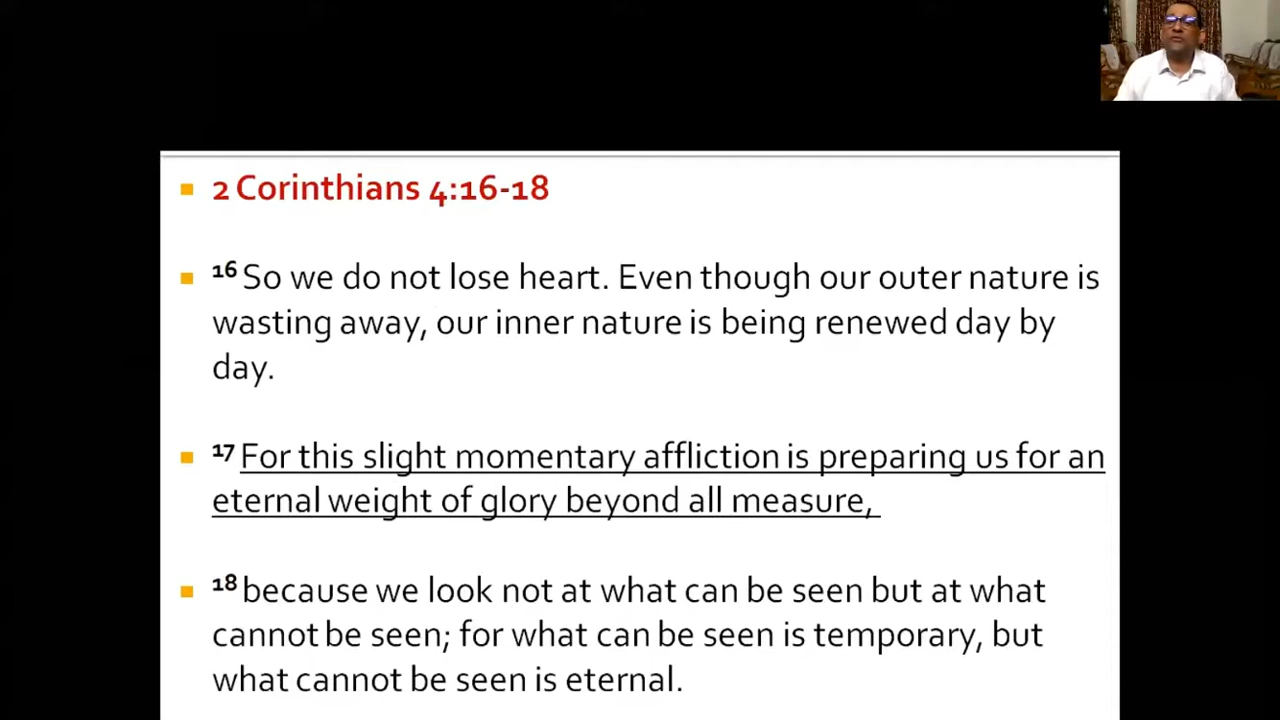 2 Corinthians 4:16-18
16 So we do not lose heart. Even though our outer nature is
wasting away, our inner nature is being renewed day by
day.
17 For this slight momentary affliction is preparing us for an
eternal weight of glory beyond all measure,
18 because we look not at what can be seen but at what
cannot be seen; for what can be seen is temporary, but
what cannot be seen is eternal.